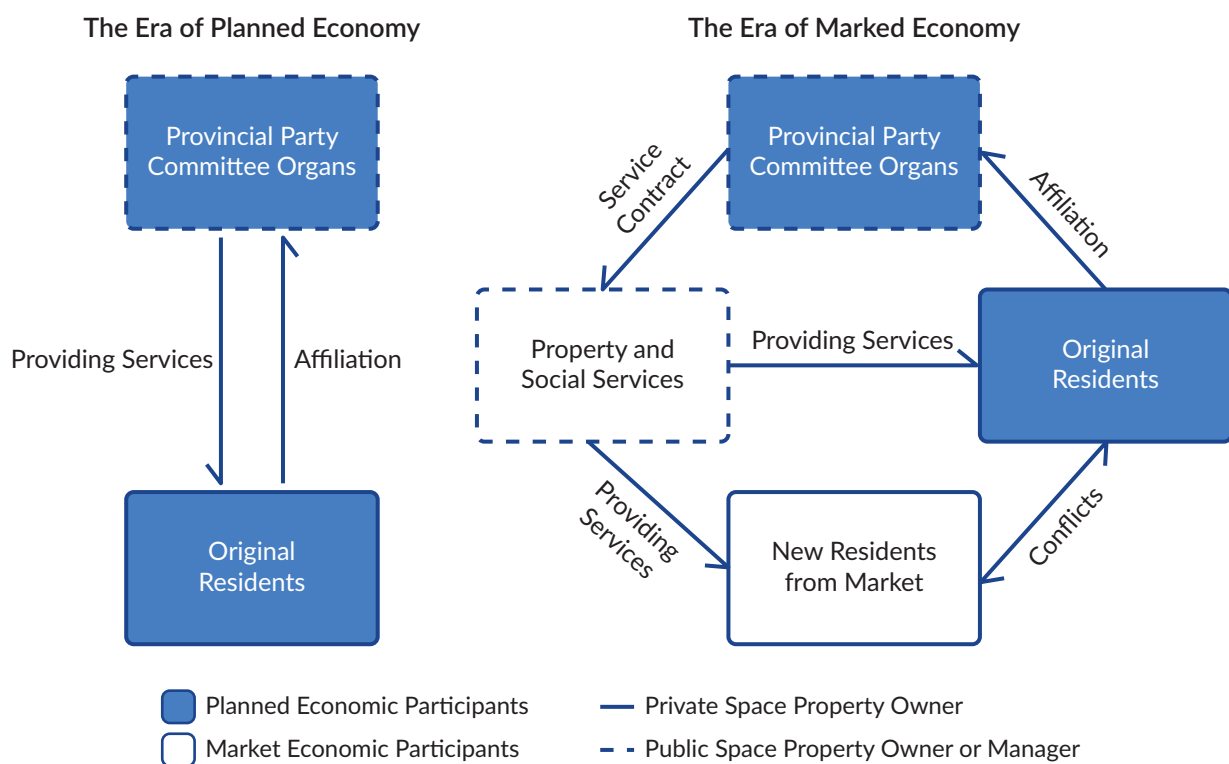 The Era of Planned Economy
Provincial Party
Committee Organs
Providing Services
Affiliation
Original
Residents
The Era of Marked Economy
Provincial Party
Committee Organs
Service
Contract
Affiliation
Property and
Social Services
Providing Services
Original
Residents
Providing
Services
New Residents
from Market
Conflicts
Planned Economic Participants
Market Economic Participants
Private Space Property Owner
Public Space Property Owner or Manager